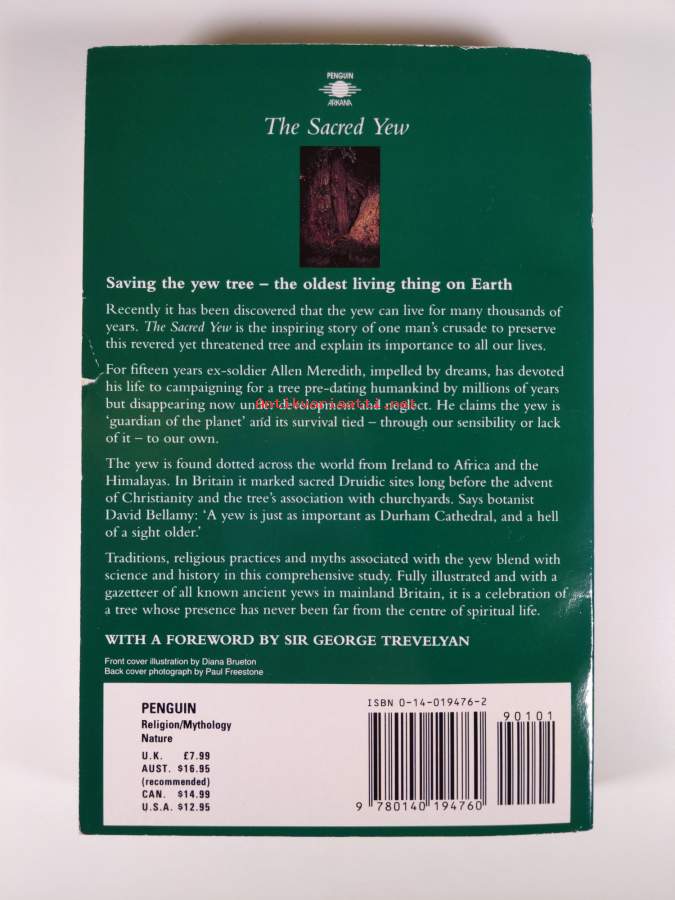 PENGUIN
ARKANA
The Sacred Yew
Saving the yew tree – the oldest living thing on Earth
Recently it has been discovered that the yew can live for many thousands of
years. The Sacred Yew is the inspiring story of one man's crusade to preserve
this revered yet threatened tree and explain its importance to all our lives.
For fifteen years ex-soldier Allen Meredith, impelled by dreams, has devoted
his life to campaigning for a tree pre-dating humankind by millions of years
but disappearing now under development and neglect. He claims the yew is
Antikvariaatti.net
'guardian of the planet' and its survival tied – through our sensibility or lack
of it – to our own.
The yew is found dotted across the world from Ireland to Africa and the
Himalayas. In Britain it marked sacred Druidic sites long before the advent
of Christianity and the tree's association with churchyards. Says botanist
David Bellamy: 'A yew is just as important as Durham Cathedral, and a hell
of a sight older.'
Traditions, religious practices and myths associated with the yew blend with
science and history in this comprehensive study. Fully illustrated and with a
gazetteer of all known ancient yews in mainland Britain, it is a celebration of
a tree whose presence has never been far from the centre of spiritual life.
WITH A FOREWORD BY SIR GEORGE TREVELYAN
Front cover illustration by Diana Brueton
Back cover photograph by Paul Freestone
PENGUIN
Religion/Mythology
Nature
U.K. £7.99
AUST. $16.95
(recommended)
CAN. $14.99
U.S.A. $12.95
ISBN 0-14-019476-2
90101
9 780140 194760